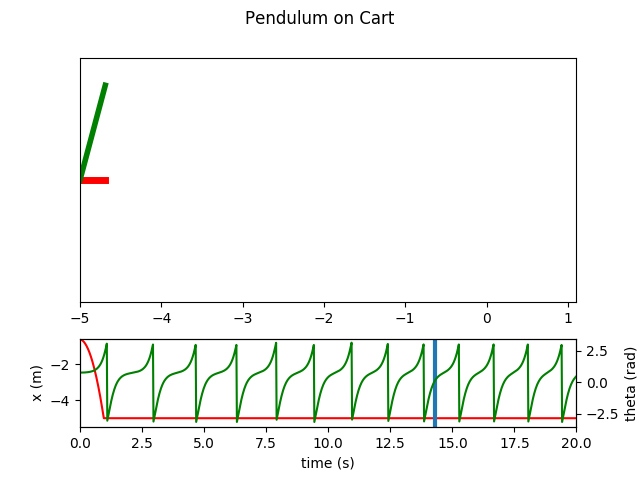 Pendulum on Cart
−5 −4 −3 −2 −1 0 1
−2
−4
x (m)
2.5
0.0
−2.5
theta (rad)
0.0 2.5 5.0 7.5 10.0 12.5 15.0 17.5 20.0
time (s)